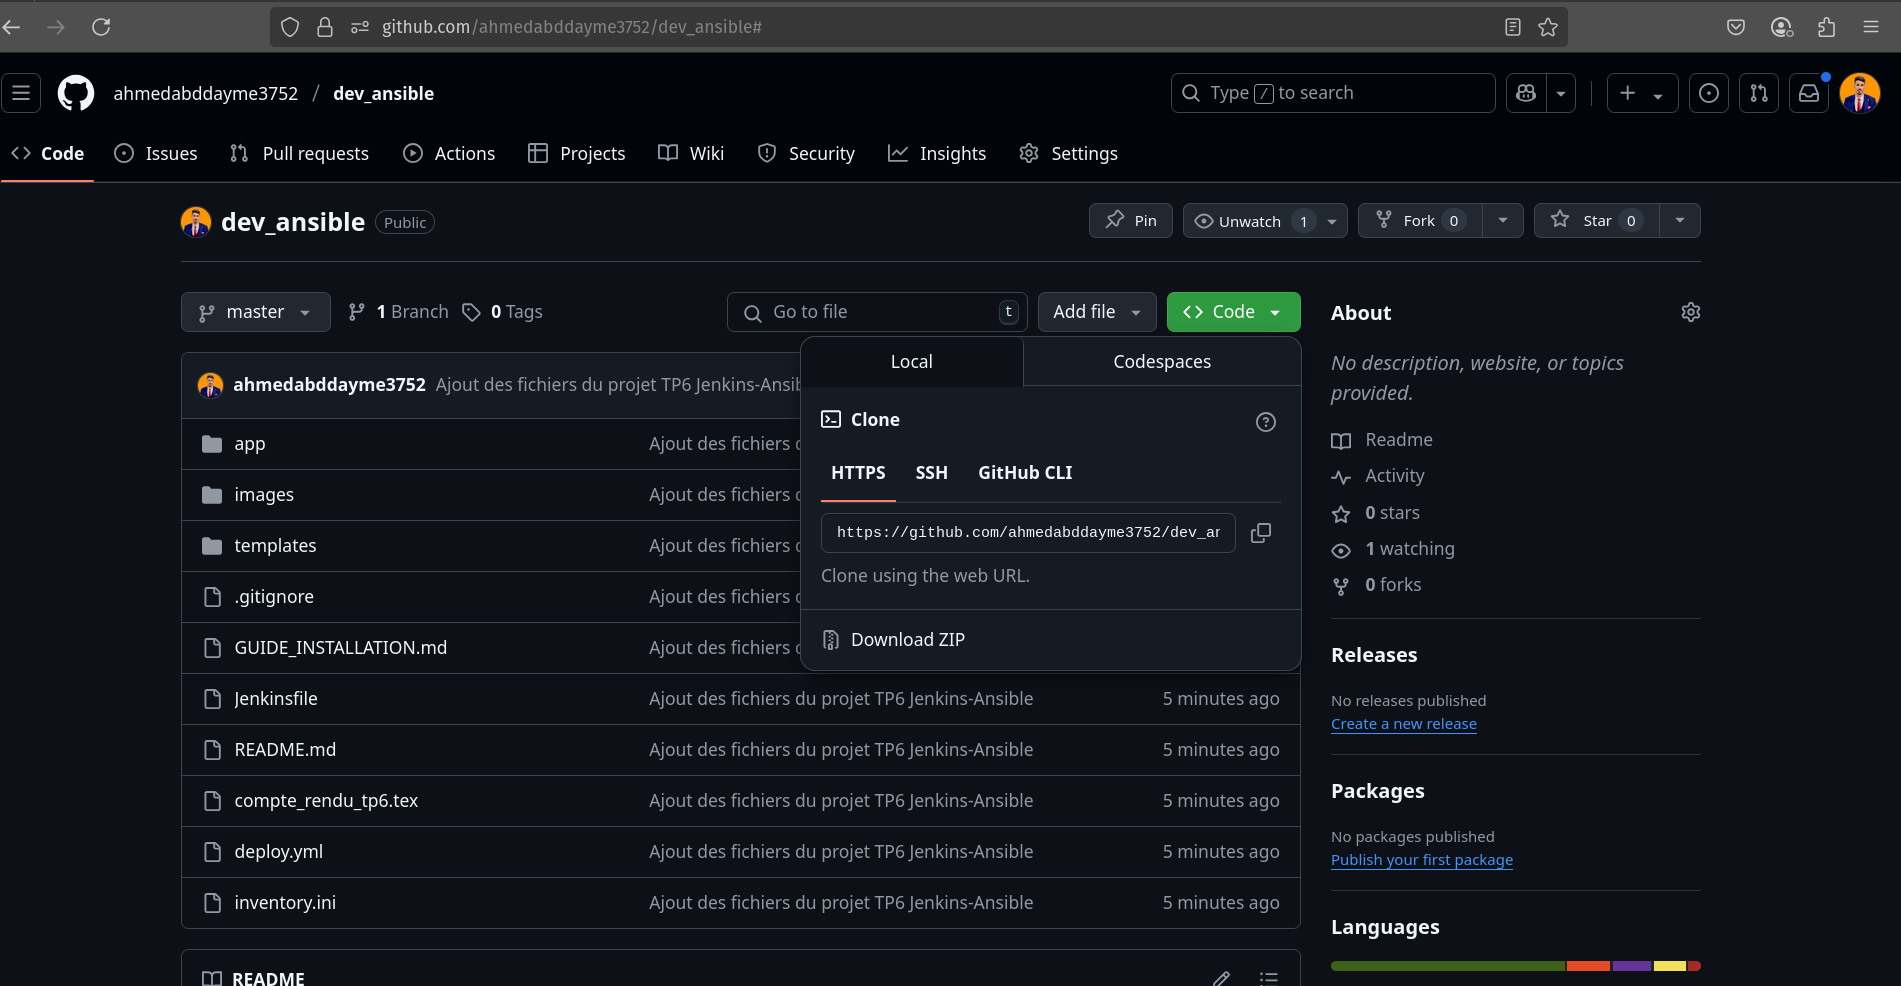 github.com/ahmedabddayme3752/dev_ansible#
ahmedabddayme3752 / dev_ansible
Type / to search
Code Issues Pull requests Actions Projects Wiki Security Insights Settings
dev_ansible Public
Pin Unwatch 1 Fork 0 Star 0
master 1 Branch 0 Tags Go to file t Add file Code
Local Codespaces
Clone
HTTPS SSH GitHub CLI
https://github.com/ahmedabddayme3752/dev_an
Clone using the web URL.
Download ZIP
ahmedabddayme3752 Ajout des fichiers du projet TP6 Jenkins-Ansib
app Ajout des fichiers d
images Ajout des fichiers d
templates Ajout des fichiers d
.gitignore Ajout des fichiers d
GUIDE_INSTALLATION.md Ajout des fichiers d
Jenkinsfile Ajout des fichiers du projet TP6 Jenkins-Ansible 5 minutes ago
README.md Ajout des fichiers du projet TP6 Jenkins-Ansible 5 minutes ago
compte_rendu_tp6.tex Ajout des fichiers du projet TP6 Jenkins-Ansible 5 minutes ago
deploy.yml Ajout des fichiers du projet TP6 Jenkins-Ansible 5 minutes ago
inventory.ini Ajout des fichiers du projet TP6 Jenkins-Ansible 5 minutes ago
README
About
No description, website, or topics
provided.
Readme
Activity
0 stars
1 watching
0 forks
Releases
No releases published
Create a new release
Packages
No packages published
Publish your first package
Languages